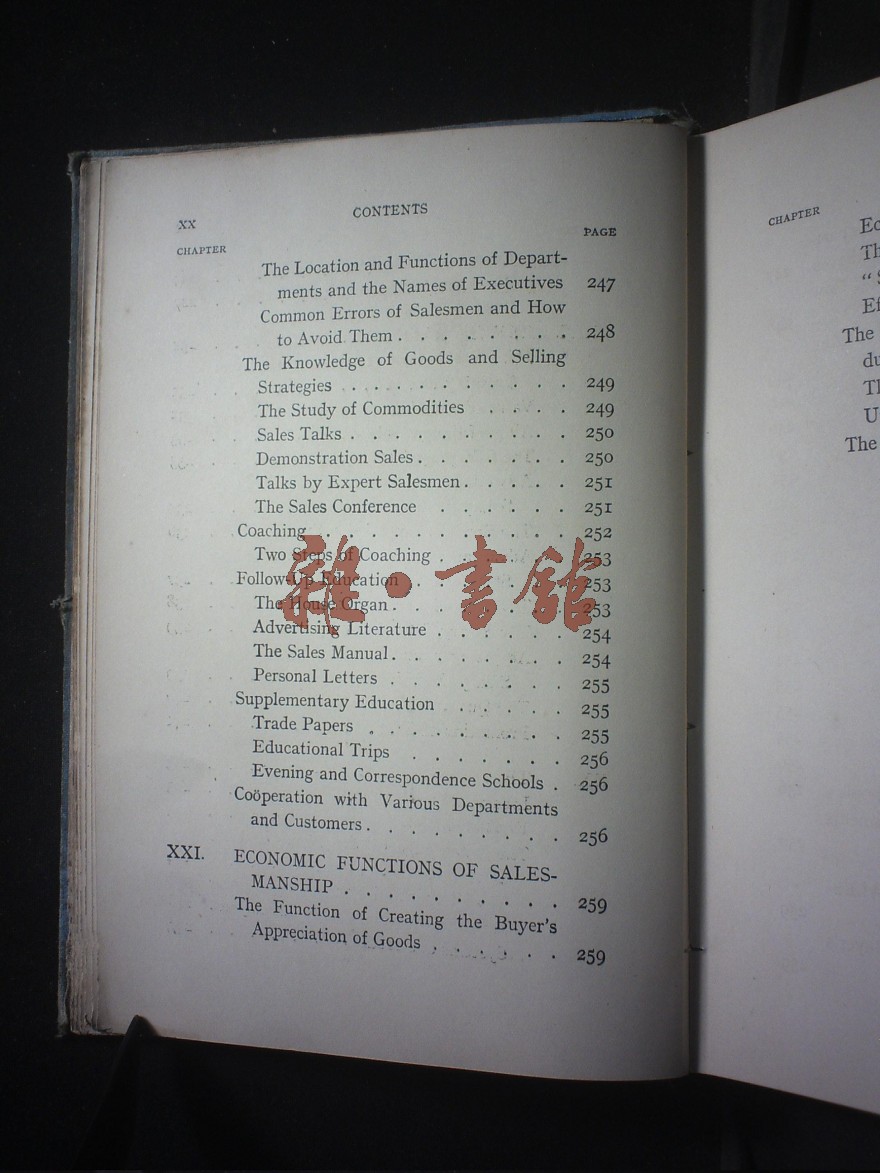 XX CONTENTS
CHAPTER PAGE
The Location and Functions of Depart-
ments and the Names of Executives 247
Common Errors of Salesmen and How
to Avoid Them . . . . . . . . 248
The Knowledge of Goods and Selling
Strategies . . . . . . . . . . 249
The Study of Commodities . . . . 249
Sales Talks . . . . . . . . . . 250
Demonstration Sales . . . . . . 250
Talks by Expert Salesmen . . . . . 251
The Sales Conference . . . . . . 251
Coaching . . . . . . . . . . . 252
Two Steps of Coaching . . . . . . 253
Follow-Up Education . . . . . . . 253
The House Organ . . . . . . . . 253
Advertising Literature . . . . . . 254
The Sales Manual . . . . . . . . 254
Personal Letters . . . . . . . . 255
Supplementary Education . . . . . 255
Trade Papers . . . . . . . . . 255
Educational Trips . . . . . . . 256
Evening and Correspondence Schools . 256
Coöperation with Various Departments
and Customers . . . . . . . . . 256
XXI. ECONOMIC FUNCTIONS OF SALES-
MANSHIP . . . . . . . . . . 259
The Function of Creating the Buyer's
Appreciation of Goods . . . . . . 259
雜·書館
CHAPTER
The
The